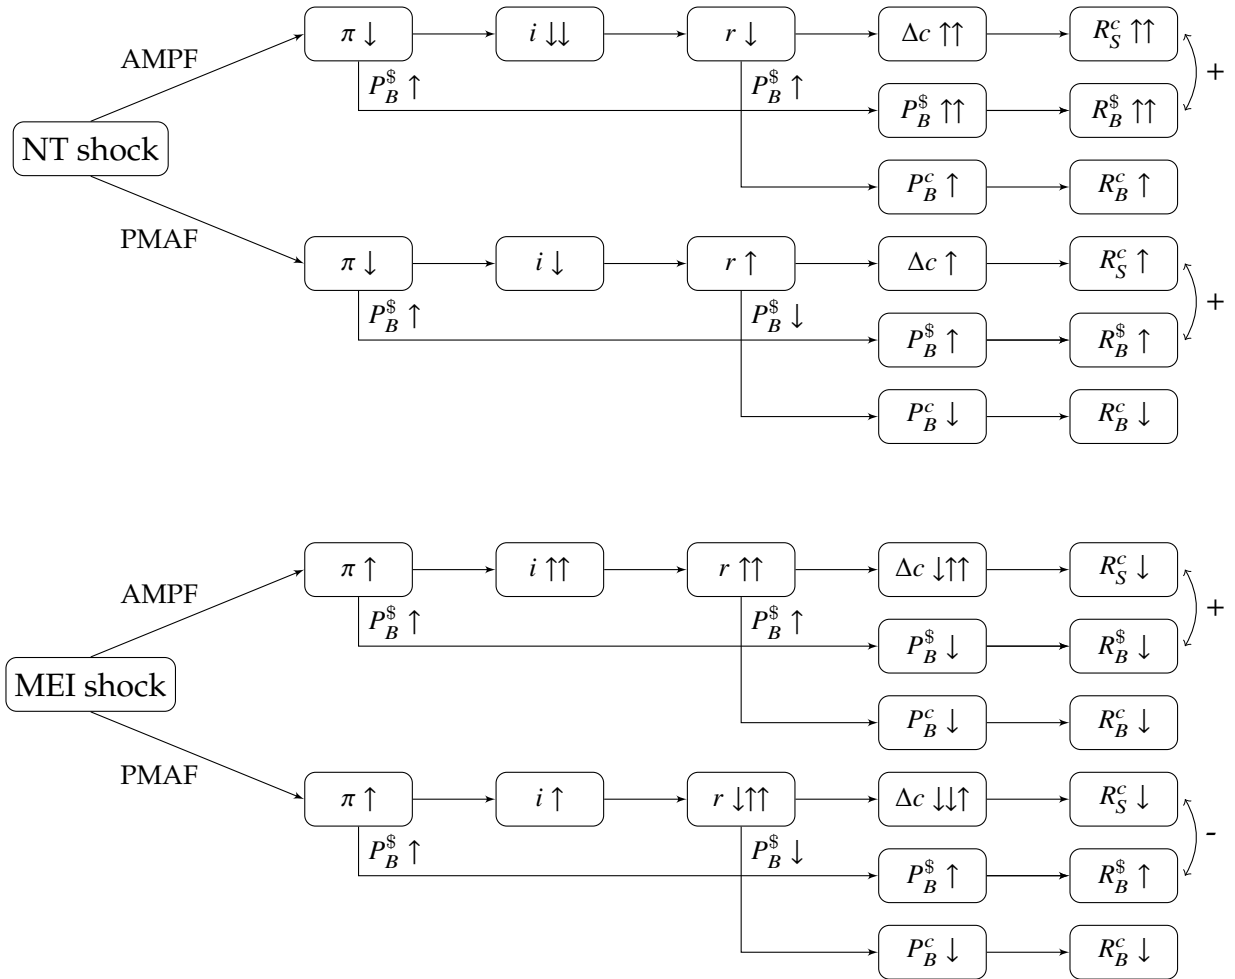 π ↓ i ↓↓ r ↓ Δc ↑↑ R_S^c ↑↑
AMPF
P_B^$ ↑ P_B^$ ↑ +
P_B^$ ↑↑ R_B^$ ↑↑
NT shock
P_B^c ↑ R_B^c ↑
PMAF
π ↓ i ↓ r ↑ Δc ↑ R_S^c ↑
P_B^$ ↑ P_B^$ ↓ +
P_B^$ ↑ R_B^$ ↑
P_B^c ↓ R_B^c ↓
π ↑ i ↑↑ r ↑↑ Δc ↓↑↑ R_S^c ↓
AMPF
P_B^$ ↑ P_B^$ ↑ +
P_B^$ ↓ R_B^$ ↓
MEI shock
P_B^c ↓ R_B^c ↓
PMAF
π ↑ i ↑ r ↓↑↑ Δc ↓↓↑ R_S^c ↓
P_B^$ ↑ P_B^$ ↓ -
P_B^$ ↑ R_B^$ ↑
P_B^c ↓ R_B^c ↓